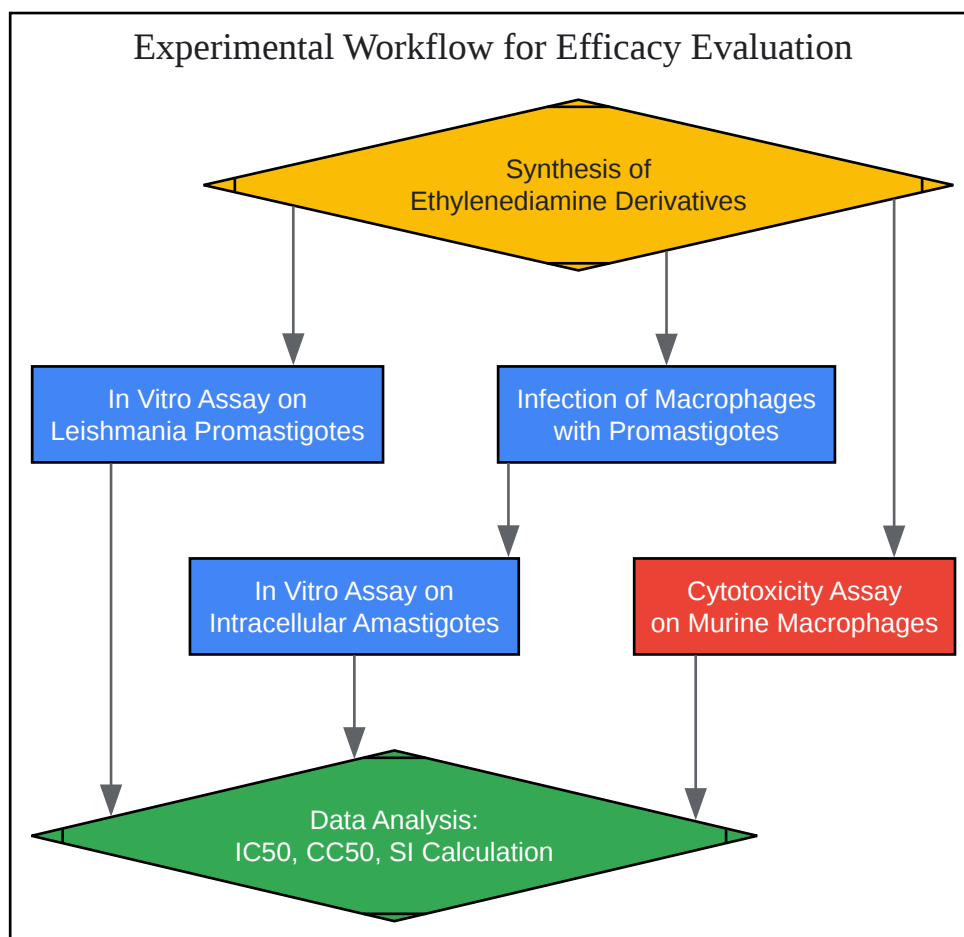 Experimental Workflow for Efficacy Evaluation
Synthesis of
Ethylenediamine Derivatives
In Vitro Assay on
Leishmania Promastigotes
Infection of Macrophages
with Promastigotes
In Vitro Assay on
Intracellular Amastigotes
Cytotoxicity Assay
on Murine Macrophages
Data Analysis:
IC50, CC50, SI Calculation